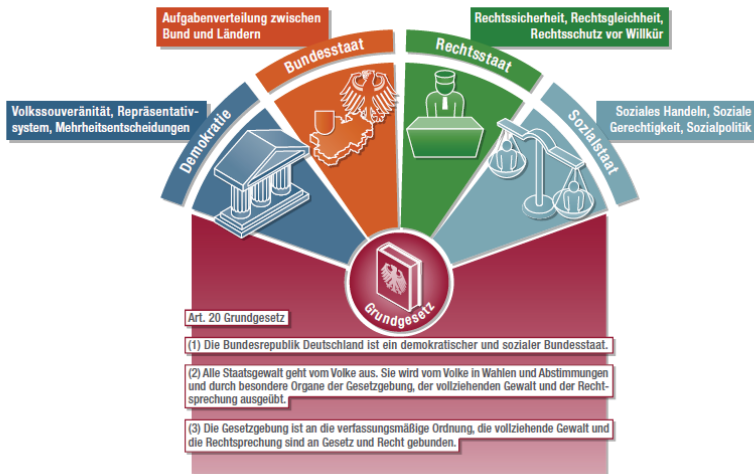 Aufgabenverteilung zwischen
Bund und Ländern
Rechtssicherheit, Rechtsgleichheit,
Rechtsschutz vor Willkür
Bundesstaat
Rechtsstaat
Volkssouveränität, Repräsentativ-
system, Mehrheitsentscheidungen
Soziales Handeln, Soziale
Gerechtigkeit, Sozialpolitik
Demokratie
Sozialstaat
Grundgesetz
Art. 20 Grundgesetz
(1) Die Bundesrepublik Deutschland ist ein demokratischer und sozialer Bundesstaat.
(2) Alle Staatsgewalt geht vom Volke aus. Sie wird vom Volke in Wahlen und Abstimmungen
und durch besondere Organe der Gesetzgebung, der vollziehenden Gewalt und der Recht-
sprechung ausgeübt.
(3) Die Gesetzgebung ist an die verfassungsmäßige Ordnung, die vollziehende Gewalt und
die Rechtsprechung sind an Gesetz und Recht gebunden.